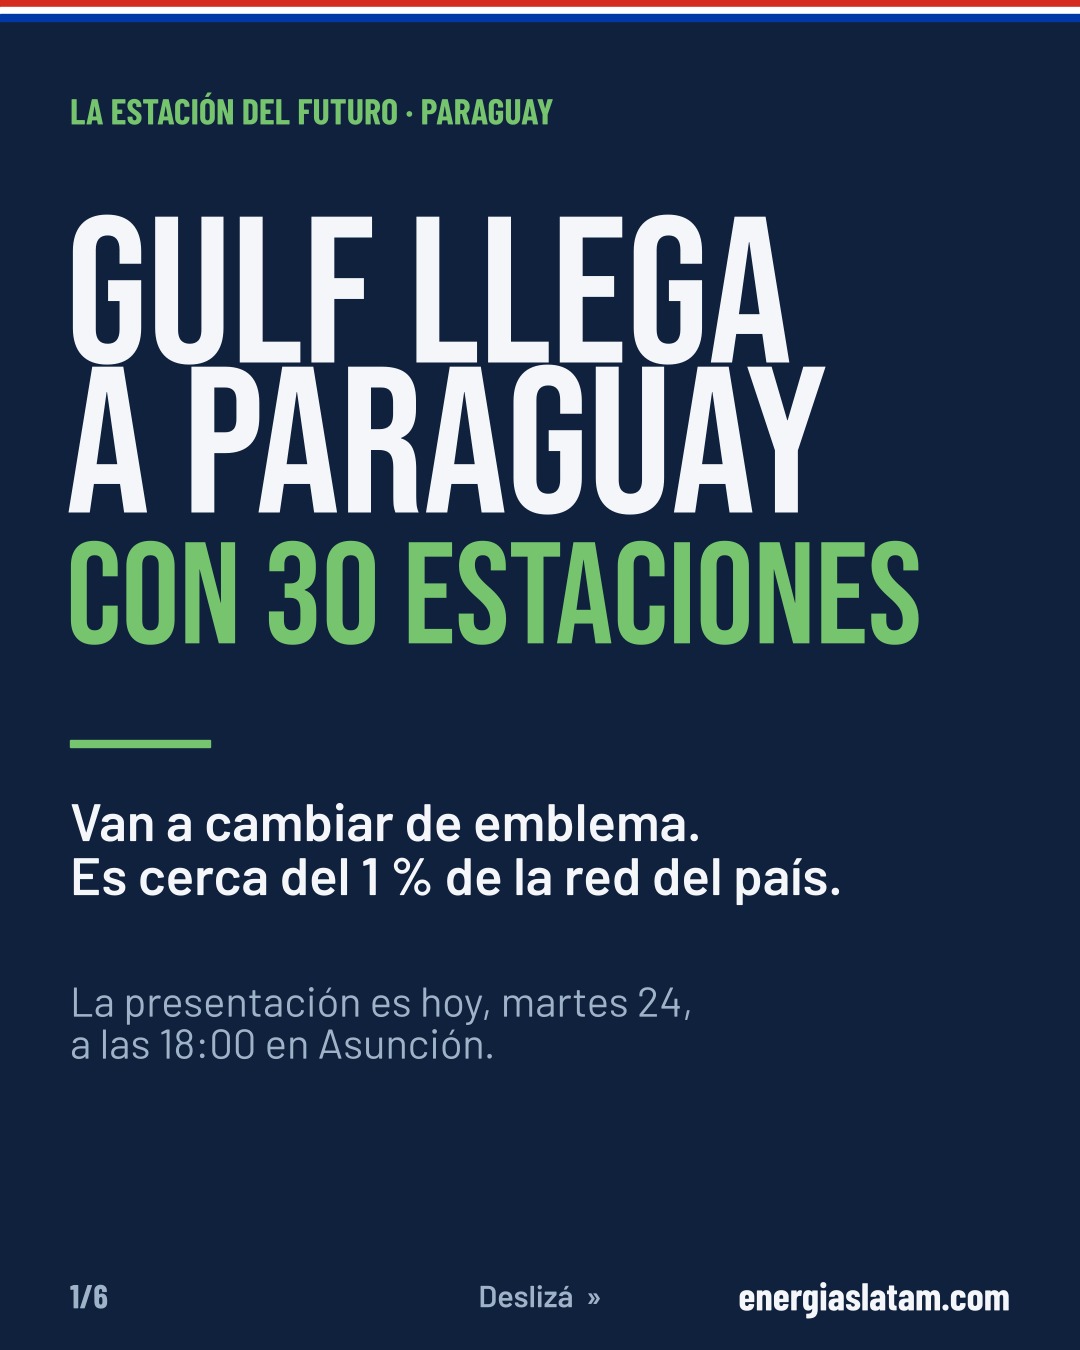 LA ESTACIÓN DEL FUTURO · PARAGUAY
GULF LLEGA
A PARAGUAY
CON 30 ESTACIONES
Van a cambiar de emblema.
Es cerca del 1 % de la red del país.
La presentación es hoy, martes 24,
a las 18:00 en Asunción.
1/6
Deslizá »
energiaslatam.com